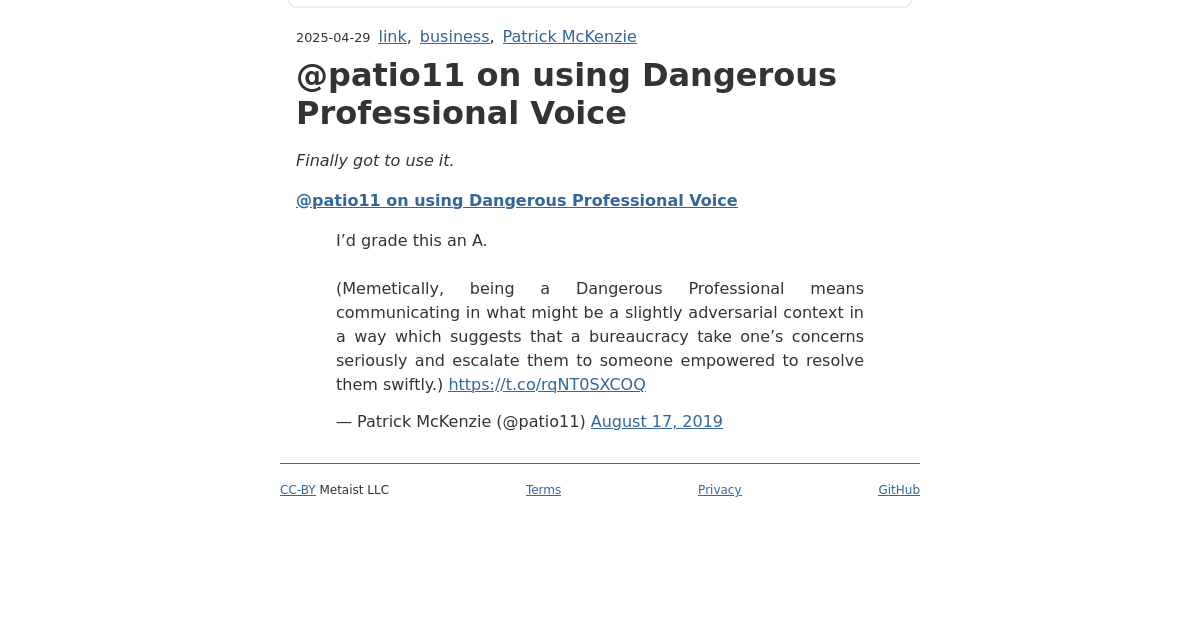 2025-04-29 link, business, Patrick McKenzie
@patio11 on using Dangerous
Professional Voice
Finally got to use it.
@patio11 on using Dangerous Professional Voice
I’d grade this an A.
(Memetically, being a Dangerous Professional means
communicating in what might be a slightly adversarial context in
a way which suggests that a bureaucracy take one’s concerns
seriously and escalate them to someone empowered to resolve
them swiftly.) https://t.co/rqNT0SXCOQ
— Patrick McKenzie (@patio11) August 17, 2019
CC-BY Metaist LLC Terms Privacy GitHub